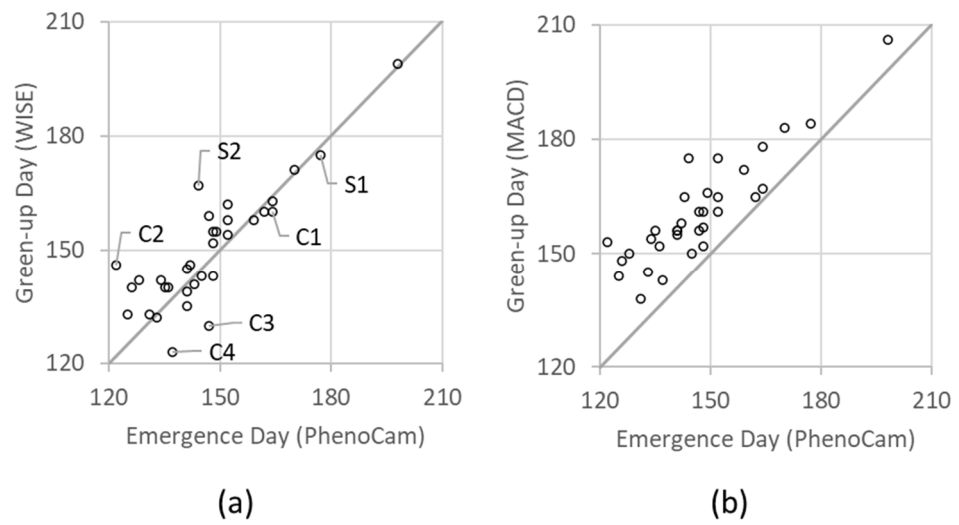 210
180
150
120
Green-up Day (WISE)
S2
S1
C2
C1
C3
C4
120 150 180 210
Emergence Day (PhenoCam)
(a)
210
180
150
120
Green-up Day (MACD)
120 150 180 210
Emergence Day (PhenoCam)
(b)